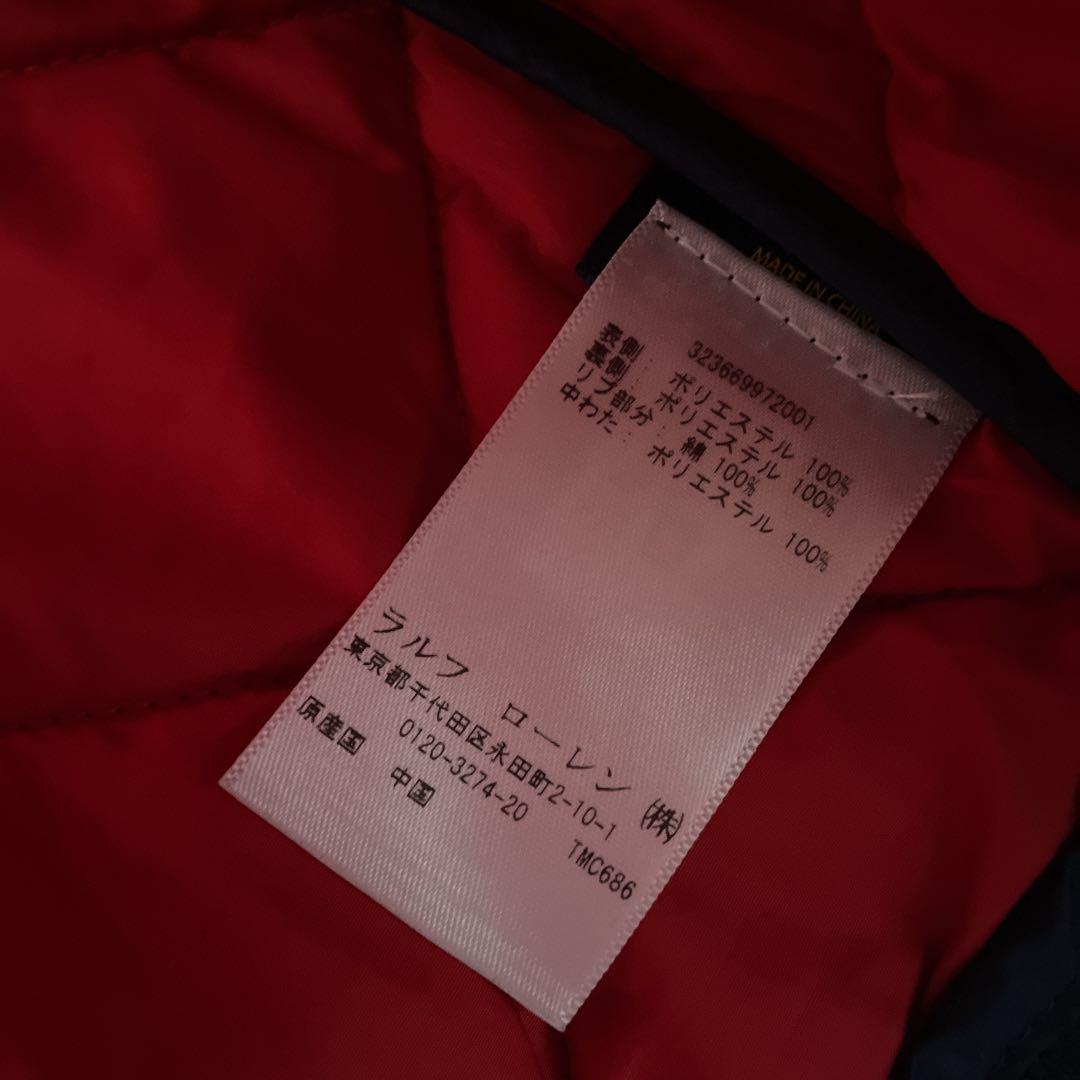 MADE IN CHINA
323669972001
表側: ポリエステル 100%
裏側: ポリエステル 100%
リブ部分: 綿 100%
中わた: ポリエステル 100%
ラルフ ローレン(株)
東京都千代田区永田町2-10-1
0120-3274-20 TMC686
原産国 中国